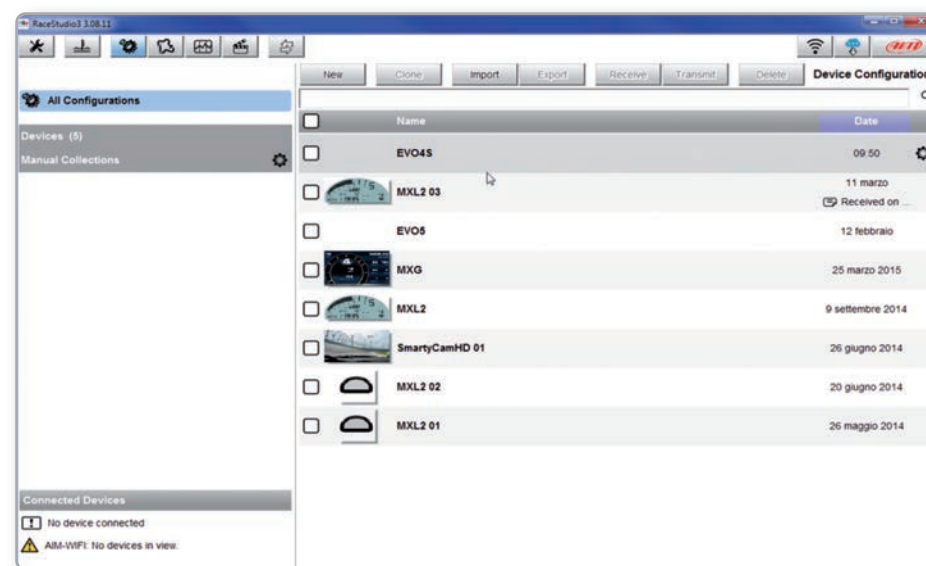 RaceStudio3 3.08.11
AiM
New Clone Import Export Receive Transmit Delete Device Configuration
All Configurations
Name Date
Devices (5)
Manual Collections
EVO4S 09:50
MXL2 03 11 marzo
Received on ...
EVO5 12 febbraio
MXG 25 marzo 2015
MXL2 9 settembre 2014
SmartyCamHD 01 26 giugno 2014
MXL2 02 20 giugno 2014
MXL2 01 26 maggio 2014
Connected Devices
No device connected
AIM-WIFI: No devices in view.